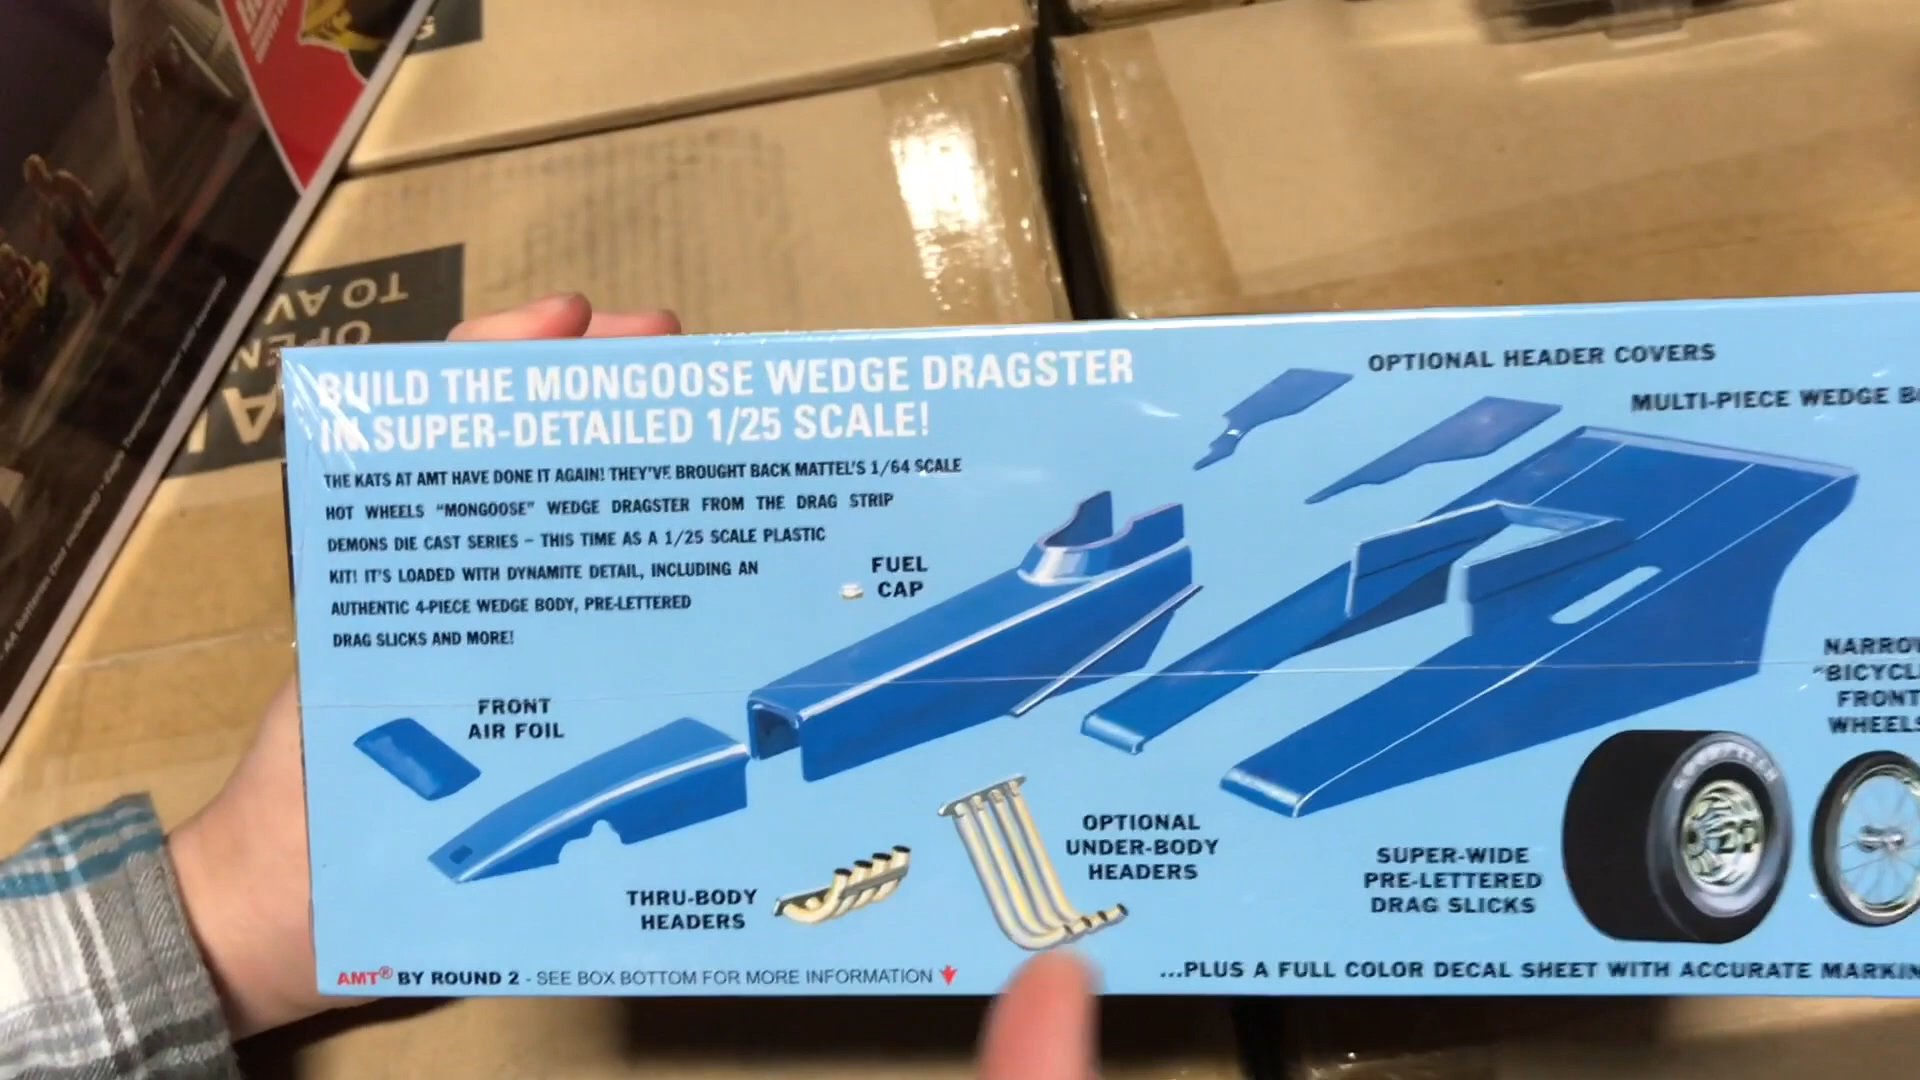 BUILD THE MONGOOSE WEDGE DRAGSTER
IN SUPER-DETAILED 1/25 SCALE!
THE KATS AT AMT HAVE DONE IT AGAIN! THEY'VE BROUGHT BACK MATTEL'S 1/64 SCALE
HOT WHEELS "MONGOOSE" WEDGE DRAGSTER FROM THE DRAG STRIP
DEMONS DIE CAST SERIES – THIS TIME AS A 1/25 SCALE PLASTIC
KIT! IT'S LOADED WITH DYNAMITE DETAIL, INCLUDING AN
AUTHENTIC 4-PIECE WEDGE BODY, PRE-LETTERED
DRAG SLICKS AND MORE!
OPTIONAL HEADER COVERS
MULTI-PIECE WEDGE
FUEL
CAP
FRONT
AIR FOIL
THRU-BODY
HEADERS
OPTIONAL
UNDER-BODY
HEADERS
SUPER-WIDE
PRE-LETTERED
DRAG SLICKS
FRONT
WHEELS
AMT® BY ROUND 2 - SEE BOX BOTTOM FOR MORE INFORMATION
...PLUS A FULL COLOR DECAL SHEET WITH ACCURATE
TO